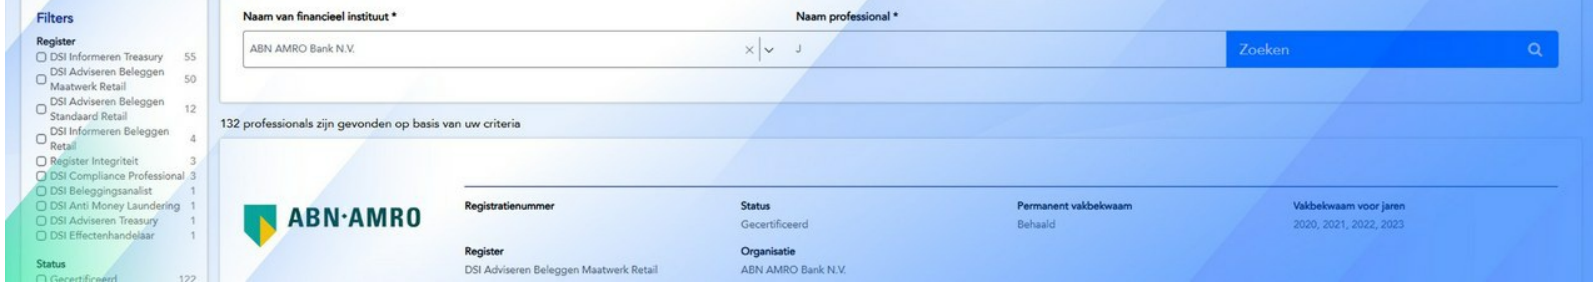 Filters
Register
DSI Informeren Treasury 55
DSI Adviseren Beleggen
Maatwerk Retail 50
DSI Adviseren Beleggen
Standaard Retail 12
DSI Informeren Beleggen
Retail 4
Register Integriteit 3
DSI Compliance Professional 3
DSI Beleggingsanalist 1
DSI Anti Money Laundering 1
DSI Adviseren Treasury 1
DSI Effectenhandelaar 1
Status
Gecertificeerd 122
Naam van financieel instituut * Naam professional *
ABN AMRO Bank N.V. J Zoeken
132 professionals zijn gevonden op basis van uw criteria
ABN·AMRO
Registratienummer Status Permanent vakbekwaam Vakbekwaam voor jaren
Gecertificeerd Behaald 2020, 2021, 2022, 2023
Register Organisatie
DSI Adviseren Beleggen Maatwerk Retail ABN AMRO Bank N.V.